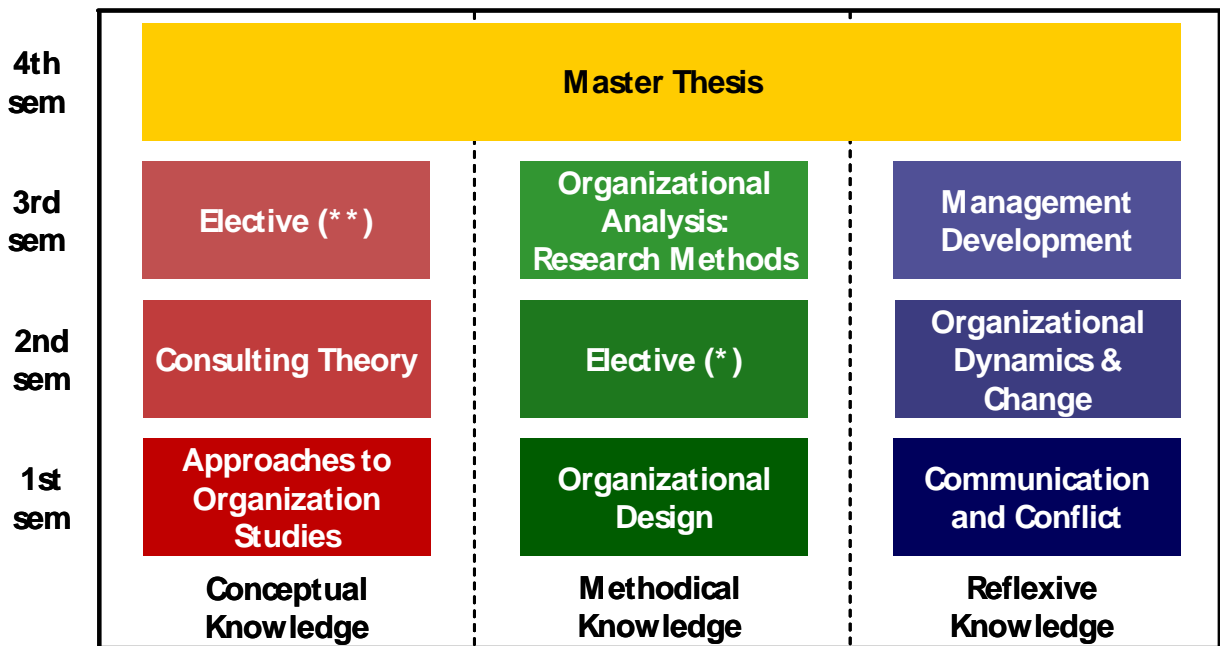 4th
sem
Master Thesis
3rd
sem
Elective (**)
Organizational
Analysis:
Research Methods
Management
Development
2nd
sem
Consulting Theory
Elective (*)
Organizational
Dynamics &
Change
1st
sem
Approaches to
Organization
Studies
Organizational
Design
Communication
and Conflict
Conceptual
Knowledge
Methodical
Knowledge
Reflexive
Knowledge